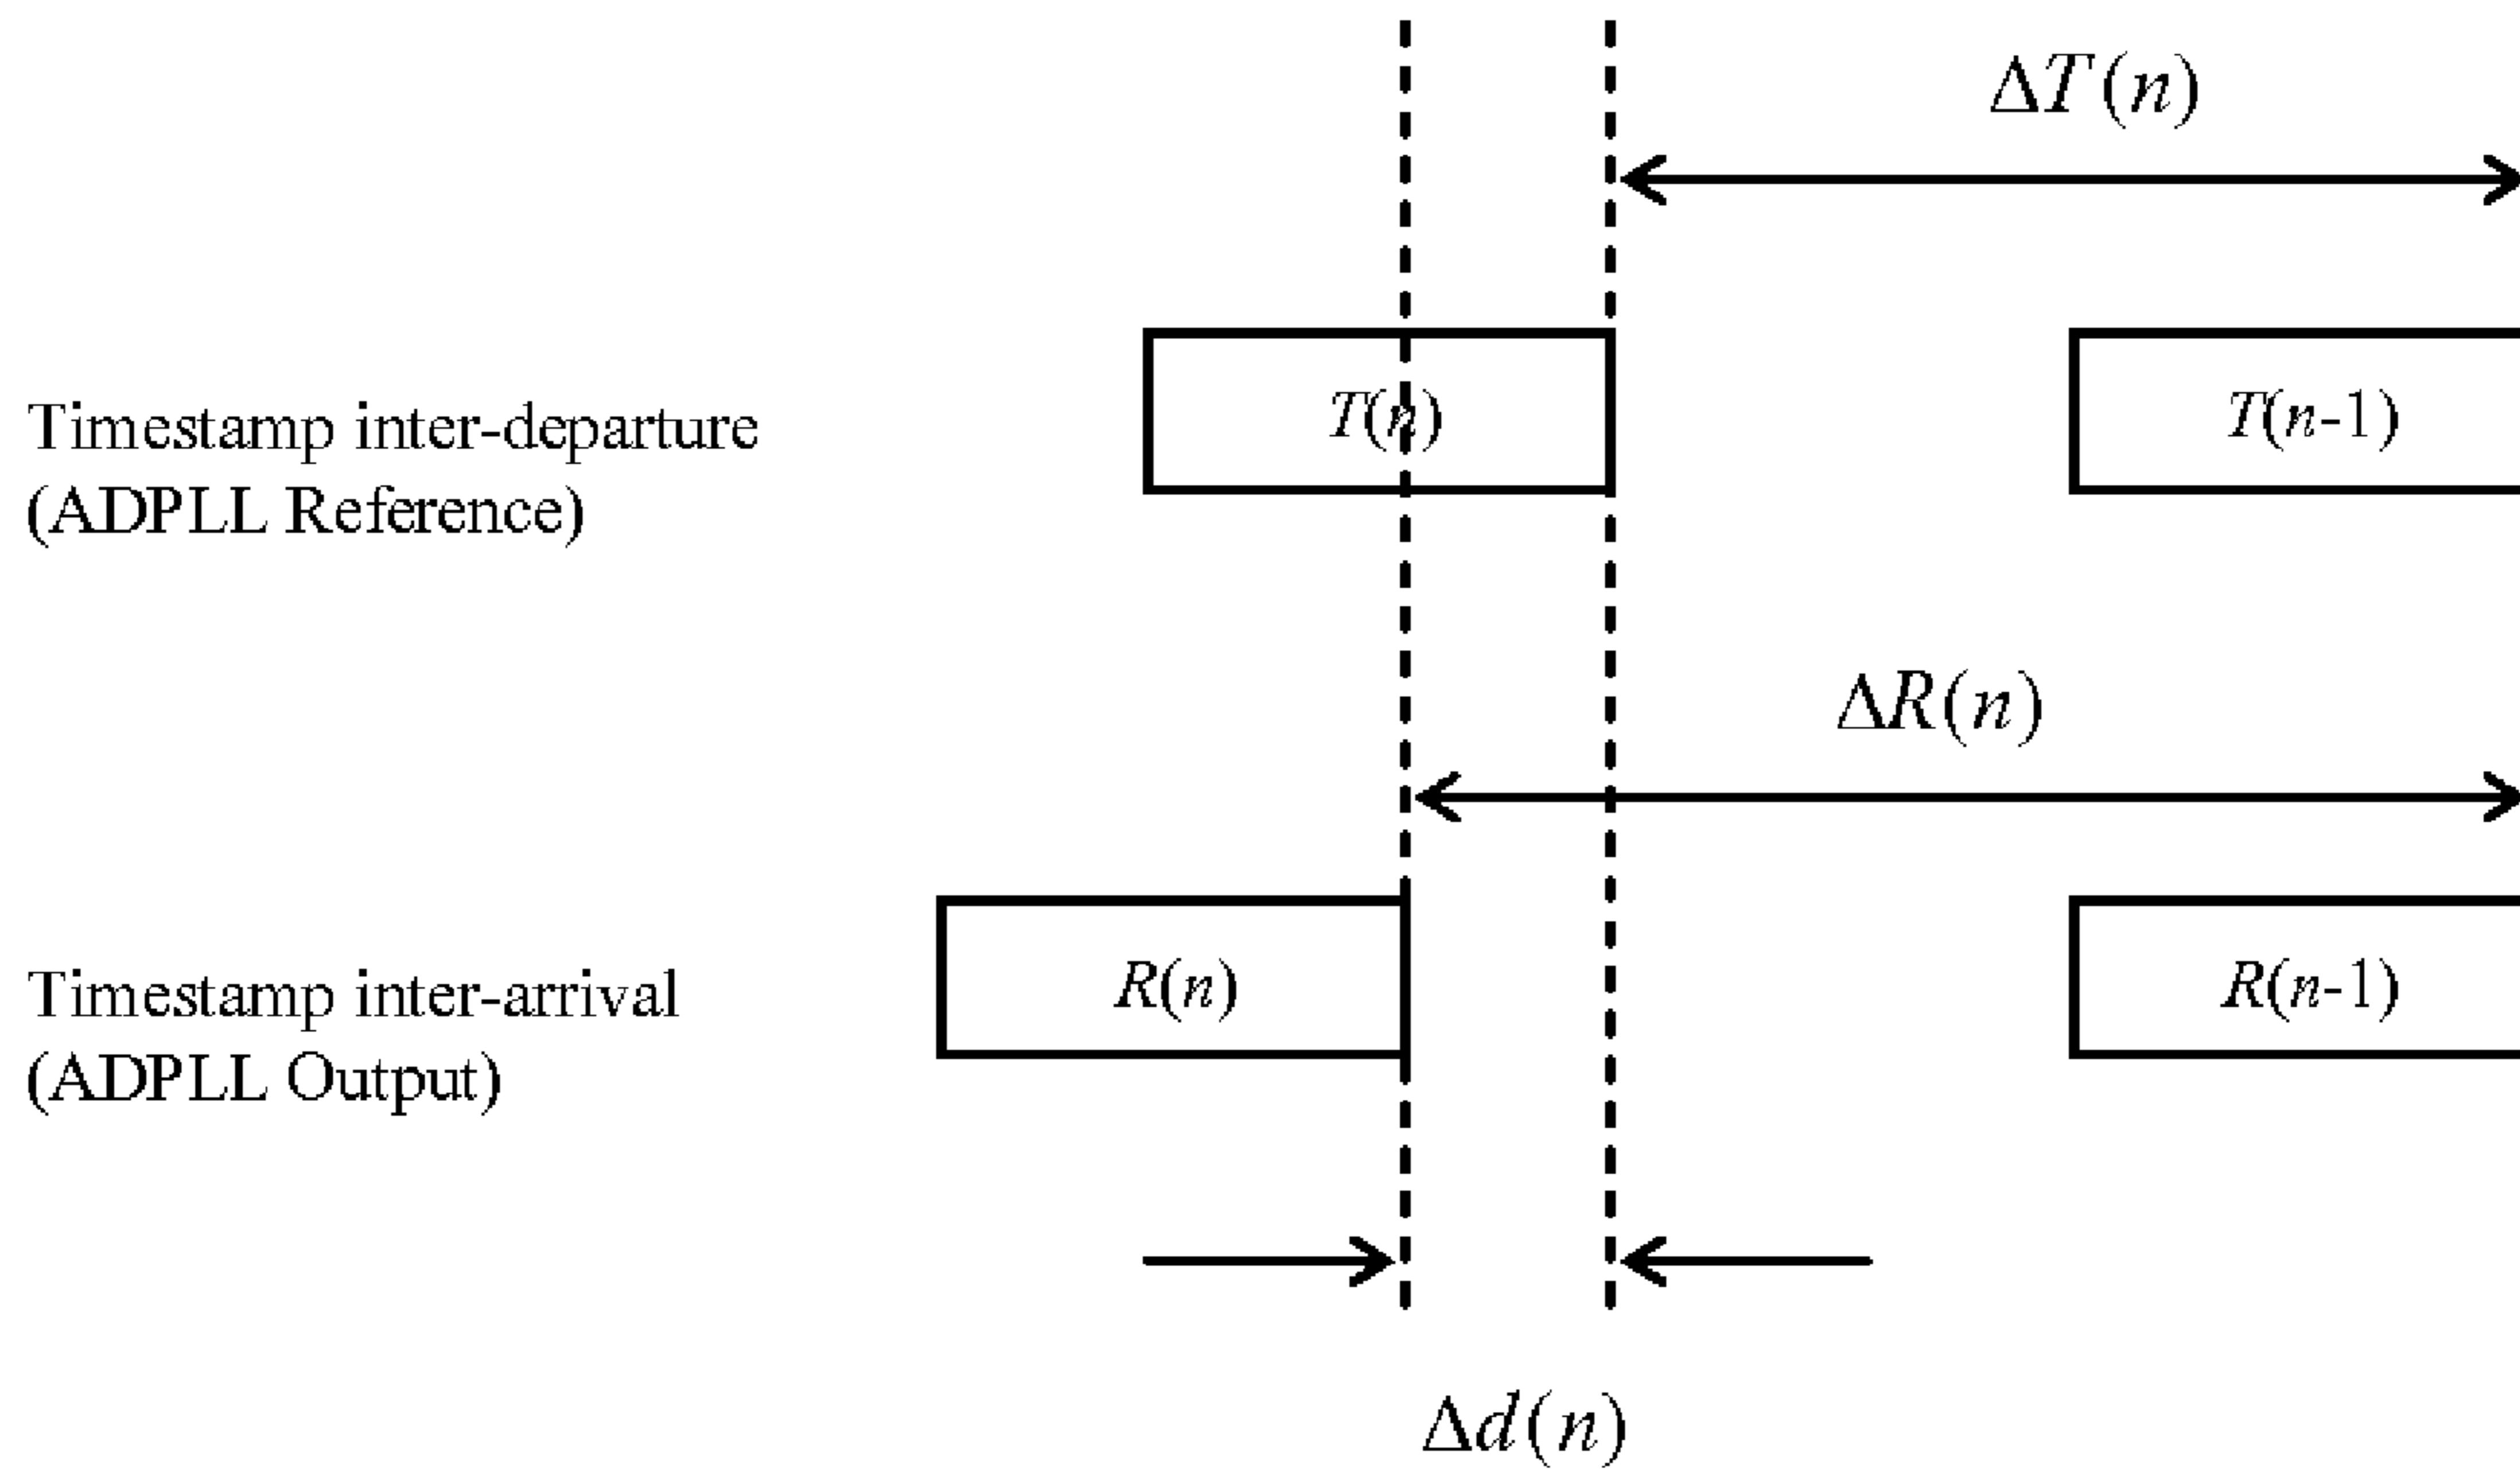 ΔT(n)
T(n)
T(n-1)
Timestamp inter-departure
(ADPLL Reference)
ΔR(n)
R(n)
R(n-1)
Timestamp inter-arrival
(ADPLL Output)
Δd(n)